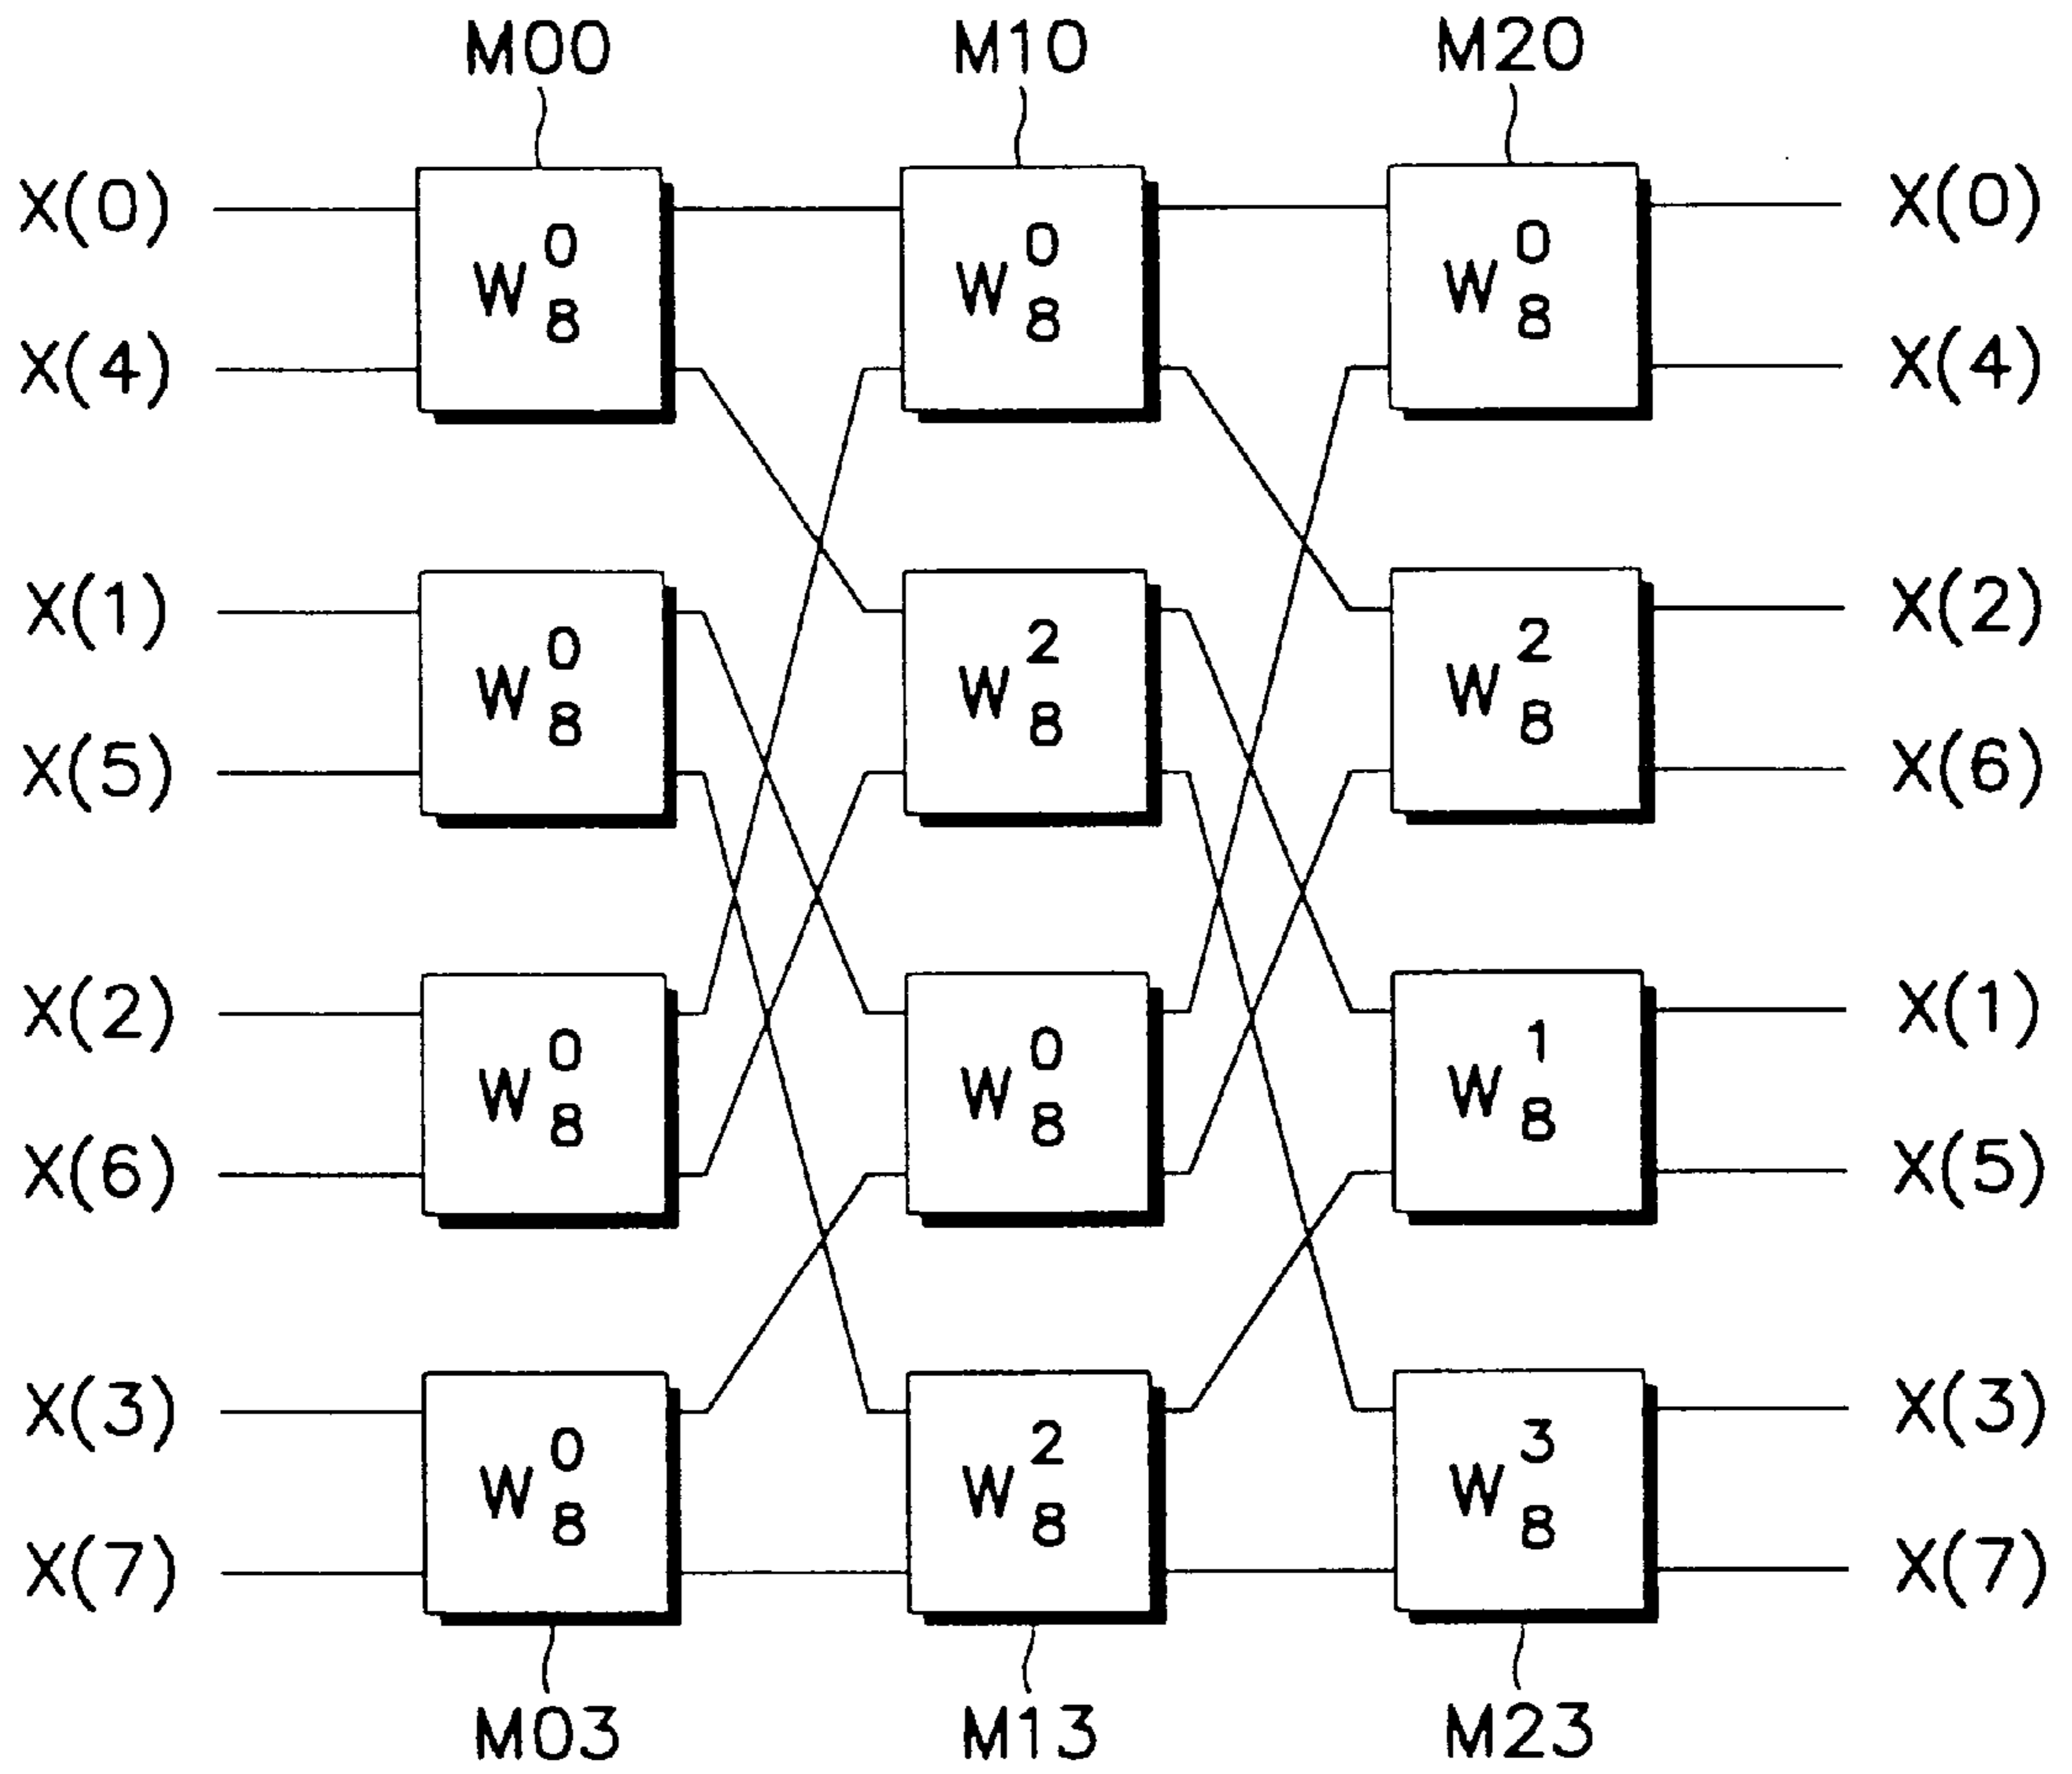 M00 M10 M20
X(0) X(0)
0 0 0
W W W
8 8 8
X(4) X(4)
X(1) X(2)
0 2 2
W W W
8 8 8
X(5) X(6)
X(2) X(1)
0 0 1
W W W
8 8 8
X(6) X(5)
X(3) X(3)
0 2 3
W W W
8 8 8
X(7) X(7)
M03 M13 M23